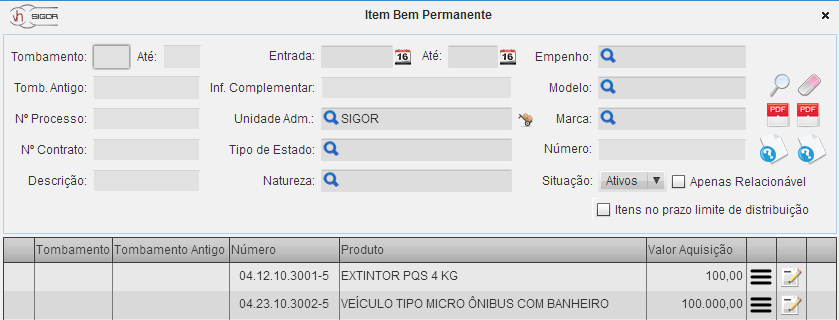 SIGOR Item Bem Permanente ×
Tombamento: Até: Entrada: 16 Até: 16 Empenho:
Tomb. Antigo: Inf. Complementar: Modelo:
Nº Processo: Unidade Adm.: SIGOR Marca: PDF PDF
Nº Contrato: Tipo de Estado: Número:
Descrição: Natureza: Situação: Ativos Apenas Relacionável
Itens no prazo limite de distribuição
Tombamento Tombamento Antigo Número Produto Valor Aquisição
04.12.10.3001-5 EXTINTOR PQS 4 KG 100,00
04.23.10.3002-5 VEÍCULO TIPO MICRO ÔNIBUS COM BANHEIRO 100.000,00